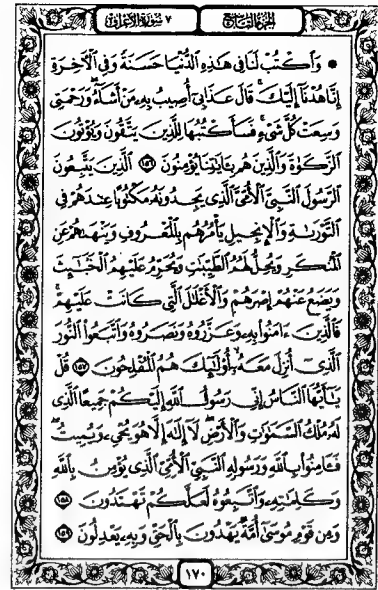 الجزء التاسع ٧ سورة الأعراف
۞ وَٱكْتُبْ لَنَا فِي هَٰذِهِ ٱلدُّنْيَا حَسَنَةً وَفِي ٱلْأَخِرَةِ
إِنَّا هُدْنَآ إِلَيْكَ ۚ قَالَ عَذَابِيٓ أُصِيبُ بِهِۦ مَنْ أَشَآءُ ۖ وَرَحْمَتِي
وَسِعَتْ كُلَّ شَيْءٍ ۚ فَسَأَكْتُبُهَا لِلَّذِينَ يَتَّقُونَ وَيُؤْتُونَ
ٱلزَّكَوٰةَ وَٱلَّذِينَ هُم بِـَٔايَٰتِنَا يُؤْمِنُونَ ١٥٦ ٱلَّذِينَ يَتَّبِعُونَ
ٱلرَّسُولَ ٱلنَّبِيَّ ٱلْأُمِّيَّ ٱلَّذِي يَجِدُونَهُۥ مَكْتُوبًا عِندَهُمْ فِي
ٱلتَّوْرَىٰةِ وَٱلْإِنجِيلِ يَأْمُرُهُم بِٱلْمَعْرُوفِ وَيَنْهَىٰهُمْ عَنِ
ٱلْمُنكَرِ وَيُحِلُّ لَهُمُ ٱلطَّيِّبَٰتِ وَيُحَرِّمُ عَلَيْهِمُ ٱلْخَبَٰٓئِثَ
وَيَضَعُ عَنْهُمْ إِصْرَهُمْ وَٱلْأَغْلَٰلَ ٱلَّتِي كَانَتْ عَلَيْهِمْ ۚ
فَٱلَّذِينَ ءَامَنُوا۟ بِهِۦ وَعَزَّرُوهُ وَنَصَرُوهُ وَٱتَّبَعُوا۟ ٱلنُّورَ
ٱلَّذِيٓ أُنزِلَ مَعَهُۥٓ ۙ أُو۟لَٰٓئِكَ هُمُ ٱلْمُفْلِحُونَ ١٥٧ قُلْ
يَٰٓأَيُّهَا ٱلنَّاسُ إِنِّي رَسُولُ ٱللَّهِ إِلَيْكُمْ جَمِيعًا ٱلَّذِي
لَهُۥ مُلْكُ ٱلسَّمَٰوَٰتِ وَٱلْأَرْضِ ۖ لَآ إِلَٰهَ إِلَّا هُوَ يُحْيِۦ وَيُمِيتُ ۖ
فَـَٔامِنُوا۟ بِٱللَّهِ وَرَسُولِهِ ٱلنَّبِيِّ ٱلْأُمِّيِّ ٱلَّذِي يُؤْمِنُ بِٱللَّهِ
وَكَلِمَٰتِهِۦ وَٱتَّبِعُوهُ لَعَلَّكُمْ تَهْتَدُونَ ١٥٨
وَمِن قَوْمِ مُوسَىٰٓ أُمَّةٌ يَهْدُونَ بِٱلْحَقِّ وَبِهِۦ يَعْدِلُونَ ١٥٩
١٧٠